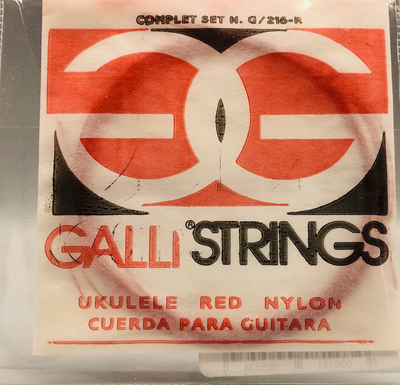 COMPLET SET N. G/216-R
GALLI® STRINGS
UKULELE RED NYLON
CUERDA PARA GUITARA